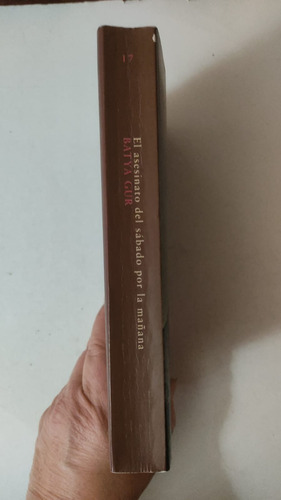 17
El asesinato del sábado por la mañana
BATYA GUR